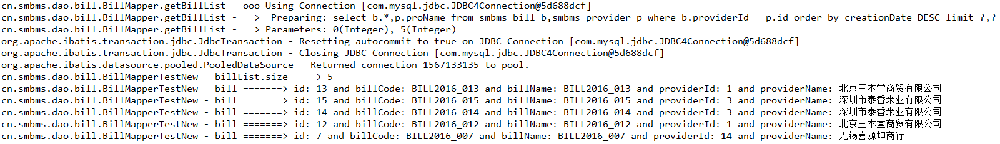 cn.smbms.dao.bill.BillMapper.getBillList - ooo Using Connection [com.mysql.jdbc.JDBC4Connection@5d688dcf]
cn.smbms.dao.bill.BillMapper.getBillList - ==>  Preparing: select b.*,p.proName from smbms_bill b,smbms_provider p where b.providerId = p.id order by creationDate DESC limit ?,?
cn.smbms.dao.bill.BillMapper.getBillList - ==> Parameters: 0(Integer), 5(Integer)
org.apache.ibatis.transaction.jdbc.JdbcTransaction - Resetting autocommit to true on JDBC Connection [com.mysql.jdbc.JDBC4Connection@5d688dcf]
org.apache.ibatis.transaction.jdbc.JdbcTransaction - Closing JDBC Connection [com.mysql.jdbc.JDBC4Connection@5d688dcf]
org.apache.ibatis.datasource.pooled.PooledDataSource - Returned connection 1567133135 to pool.
cn.smbms.dao.bill.BillMapperTestNew - billList.size ----> 5
cn.smbms.dao.bill.BillMapperTestNew - bill =======> id: 13 and billCode: BILL2016_013 and billName: BILL2016_013 and providerId: 1 and providerName: 北京三木堂商贸有限公司
cn.smbms.dao.bill.BillMapperTestNew - bill =======> id: 15 and billCode: BILL2016_015 and billName: BILL2016_015 and providerId: 3 and providerName: 深圳市泰香米业有限公司
cn.smbms.dao.bill.BillMapperTestNew - bill =======> id: 14 and billCode: BILL2016_014 and billName: BILL2016_014 and providerId: 3 and providerName: 深圳市泰香米业有限公司
cn.smbms.dao.bill.BillMapperTestNew - bill =======> id: 12 and billCode: BILL2016_012 and billName: BILL2016_012 and providerId: 1 and providerName: 北京三木堂商贸有限公司
cn.smbms.dao.bill.BillMapperTestNew - bill =======> id: 7 and billCode: BILL2016_007 and billName: BILL2016_007 and providerId: 14 and providerName: 无锡喜源坤商行